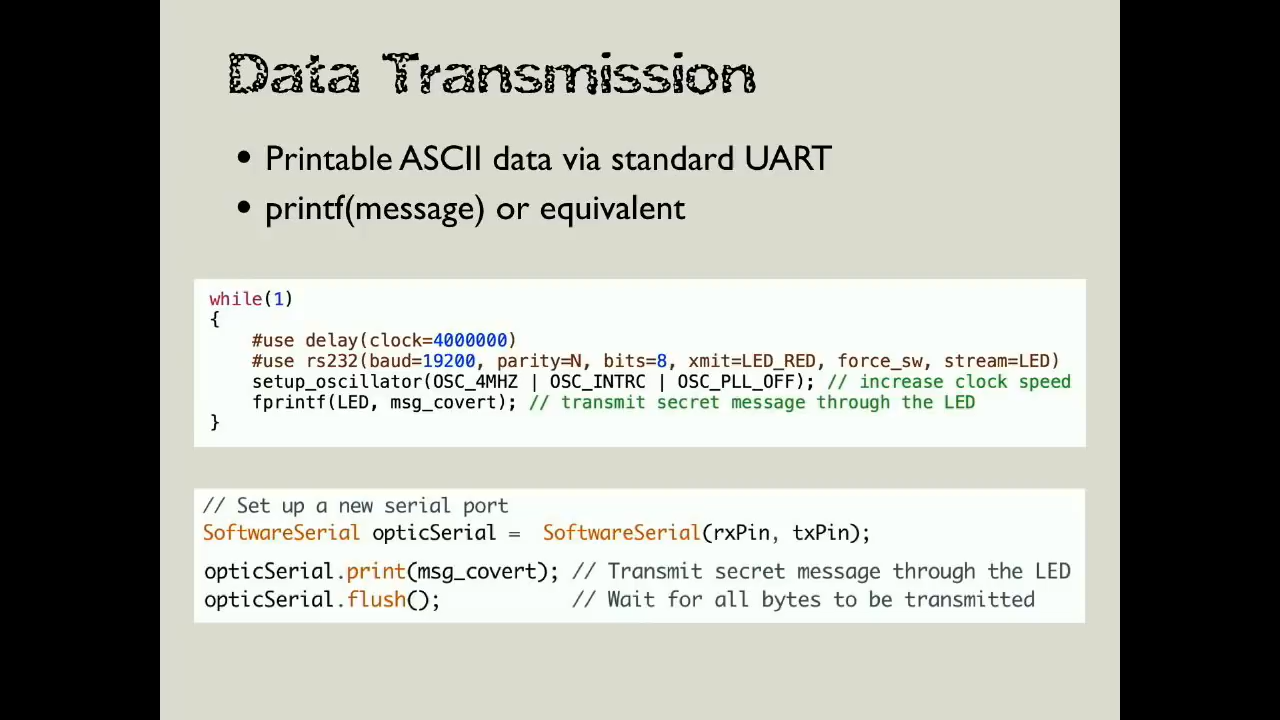 Data Transmission
• Printable ASCII data via standard UART
• printf(message) or equivalent
while(1)
{
    #use delay(clock=4000000)
    #use rs232(baud=19200, parity=N, bits=8, xmit=LED_RED, force_sw, stream=LED)
    setup_oscillator(OSC_4MHZ | OSC_INTRC | OSC_PLL_OFF); // increase clock speed
    fprintf(LED, msg_covert); // transmit secret message through the LED
}
// Set up a new serial port
SoftwareSerial opticSerial =  SoftwareSerial(rxPin, txPin);
opticSerial.print(msg_covert); // Transmit secret message through the LED
opticSerial.flush();          // Wait for all bytes to be transmitted